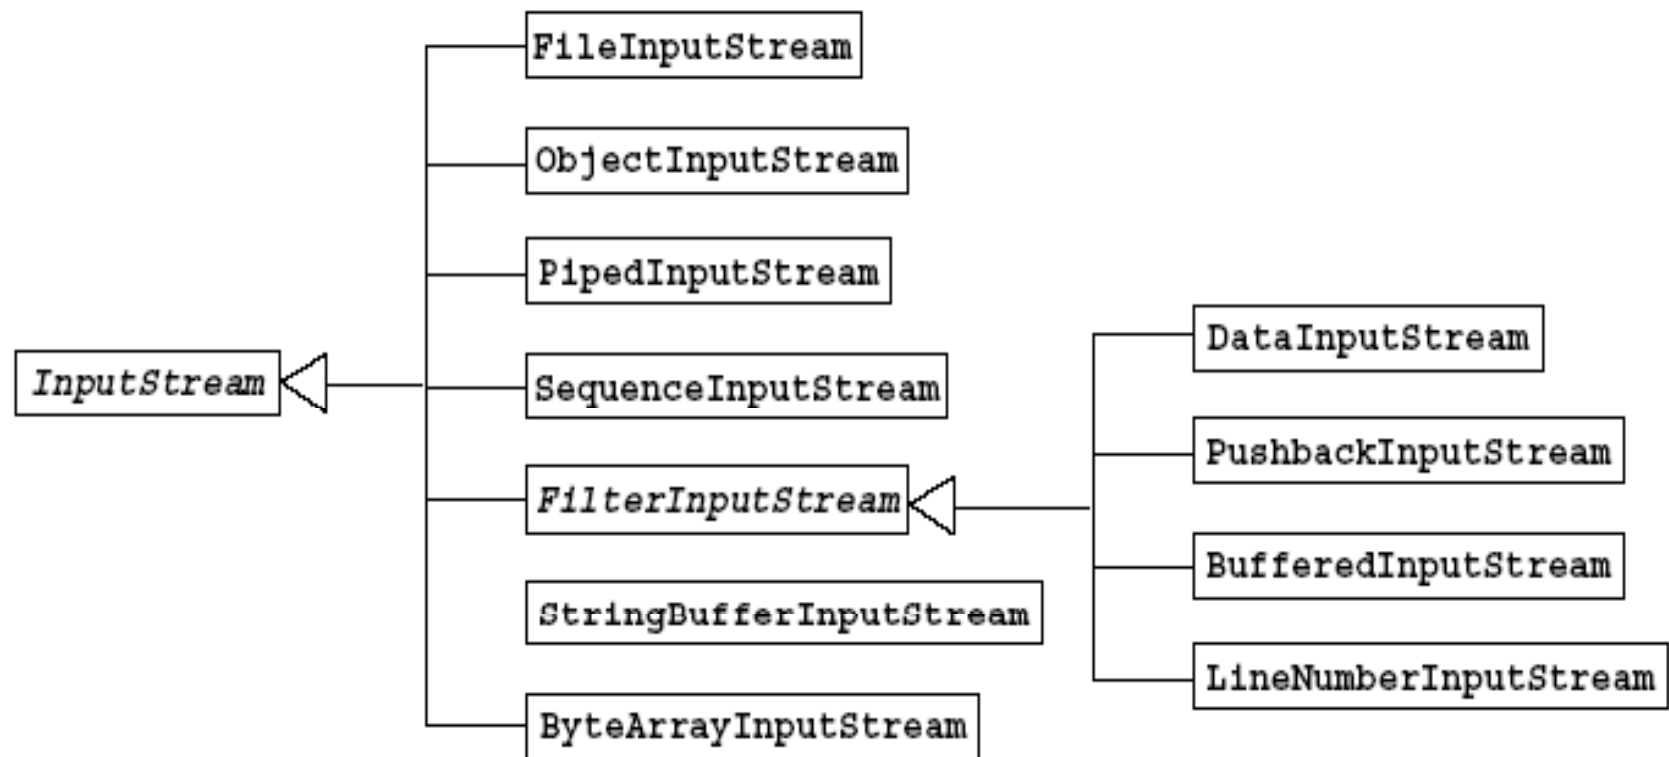 FileInputStream
ObjectInputStream
PipedInputStream
InputStream
SequenceInputStream
FilterInputStream
StringBufferInputStream
ByteArrayInputStream
DataInputStream
PushbackInputStream
BufferedInputStream
LineNumberInputStream